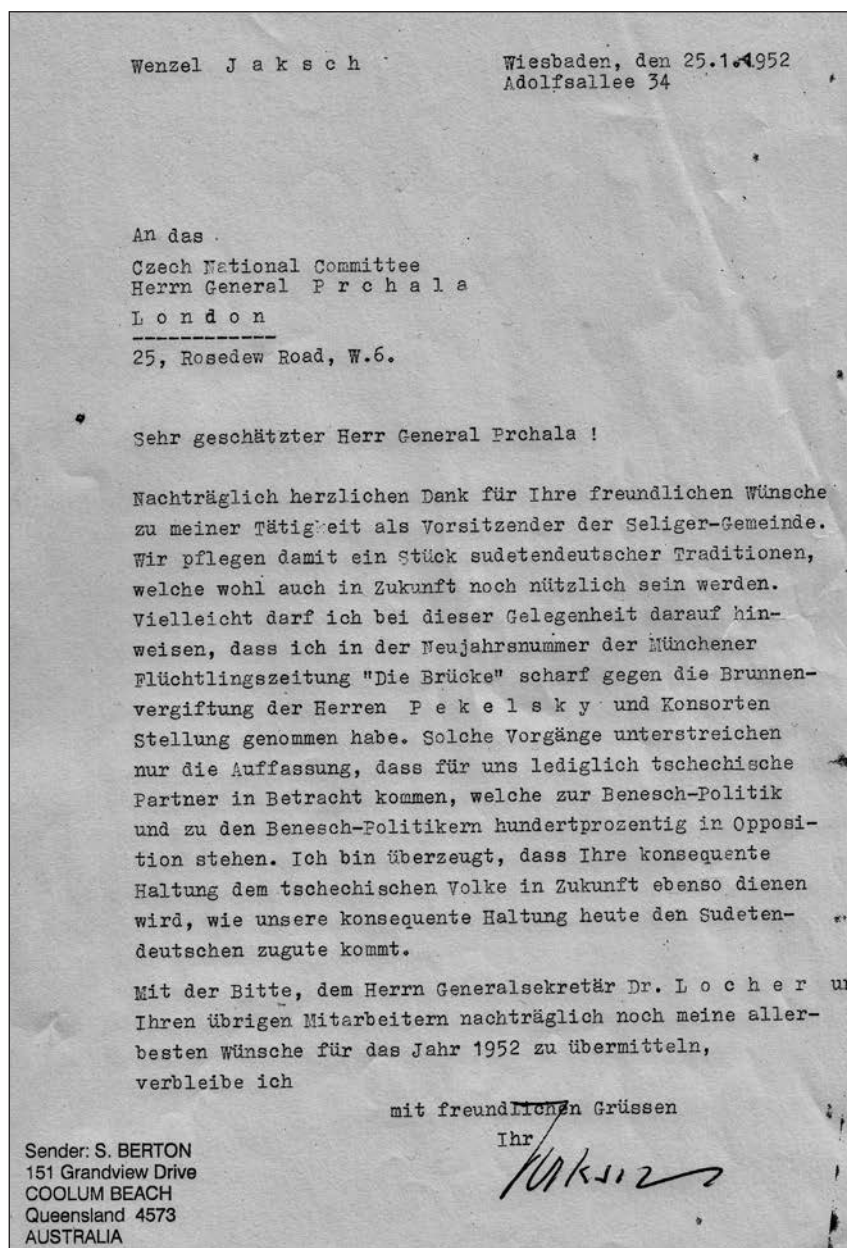 Wenzel J a k s c h
Wiesbaden, den 25.1.1952
Adolfsallee 34
An das
Czech National Committee
Herrn General P r c h a l a
L o n d o n
25, Rosedew Road, W.6.
Sehr geschätzter Herr General Prchala !
Nachträglich herzlichen Dank für Ihre freundlichen Wünsche
zu meiner Tätigkeit als Vorsitzender der Seliger-Gemeinde.
Wir pflegen damit ein Stück sudetendeutscher Traditionen,
welche wohl auch in Zukunft noch nützlich sein werden.
Vielleicht darf ich bei dieser Gelegenheit darauf hin-
weisen, dass ich in der Neujahrsnummer der Münchener
Flüchtlingszeitung "Die Brücke" scharf gegen die Brunnen-
vergiftung der Herren P e k e l s k y und Konsorten
Stellung genommen habe. Solche Vorgänge unterstreichen
nur die Auffassung, dass für uns lediglich tschechische
Partner in Betracht kommen, welche zur Benesch-Politik
und zu den Benesch-Politikern hundertprozentig in Opposi-
tion stehen. Ich bin überzeugt, dass Ihre konsequente
Haltung dem tschechischen Volke in Zukunft ebenso dienen
wird, wie unsere konsequente Haltung heute den Sudeten-
deutschen zugute kommt.
Mit der Bitte, dem Herrn Generalsekretär Dr. L o c h e r
Ihren übrigen Mitarbeitern nachträglich noch meine aller-
besten Wünsche für das Jahr 1952 zu übermitteln,
verbleibe ich
mit freundlichen Grüssen
Ihr
Jaksch
Sender: S. BERTON
151 Grandview Drive
COOLUM BEACH
Queensland 4573
AUSTRALIA